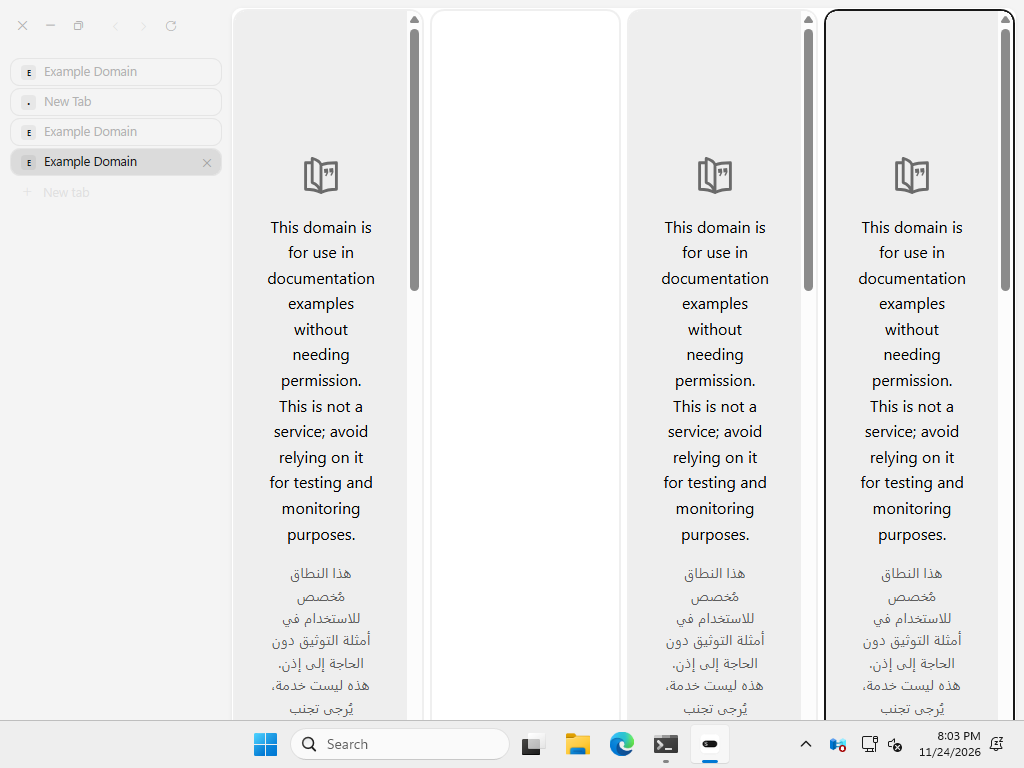 E Example Domain
New Tab
E Example Domain
E Example Domain
New tab
This domain is
for use in
documentation
examples
without
needing
permission.
This is not a
service; avoid
relying on it
for testing and
monitoring
purposes.
هذا النطاق
مُخصص
للاستخدام في
أمثلة التوثيق دون
الحاجة إلى إذن.
هذه ليست خدمة،
يُرجى تجنب
This domain is
for use in
documentation
examples
without
needing
permission.
This is not a
service; avoid
relying on it
for testing and
monitoring
purposes.
هذا النطاق
مُخصص
للاستخدام في
أمثلة التوثيق دون
الحاجة إلى إذن.
هذه ليست خدمة،
يُرجى تجنب
This domain is
for use in
documentation
examples
without
needing
permission.
This is not a
service; avoid
relying on it
for testing and
monitoring
purposes.
هذا النطاق
مُخصص
للاستخدام في
أمثلة التوثيق دون
الحاجة إلى إذن.
هذه ليست خدمة،
يُرجى تجنب
Search
8:03 PM
11/24/2026